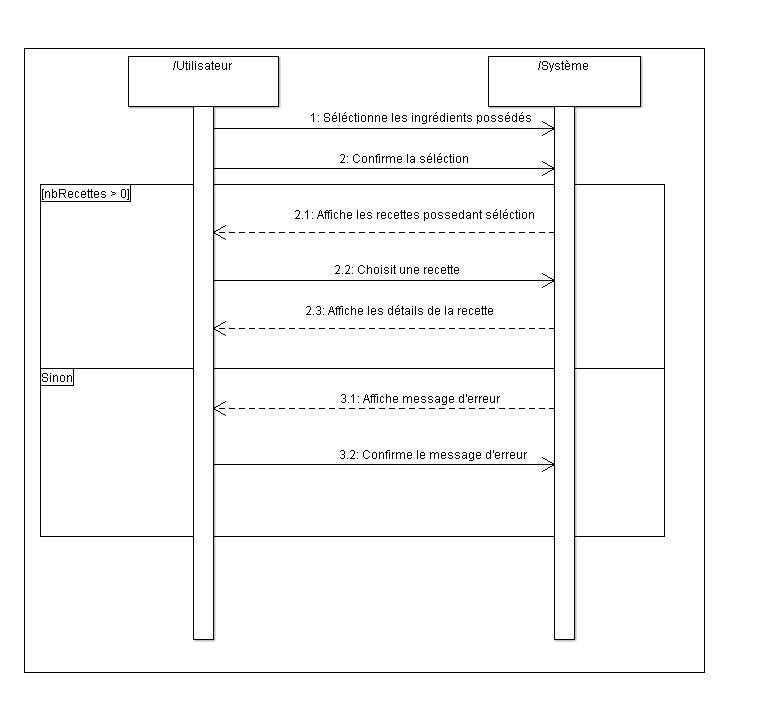 /Utilisateur
/Système
1: Séléctionne les ingrédients possédés
2: Confirme la séléction
[nbRecettes > 0]
2.1: Affiche les recettes possedant séléction
2.2: Choisit une recette
2.3: Affiche les détails de la recette
Sinon
3.1: Affiche message d'erreur
3.2: Confirme le message d'erreur